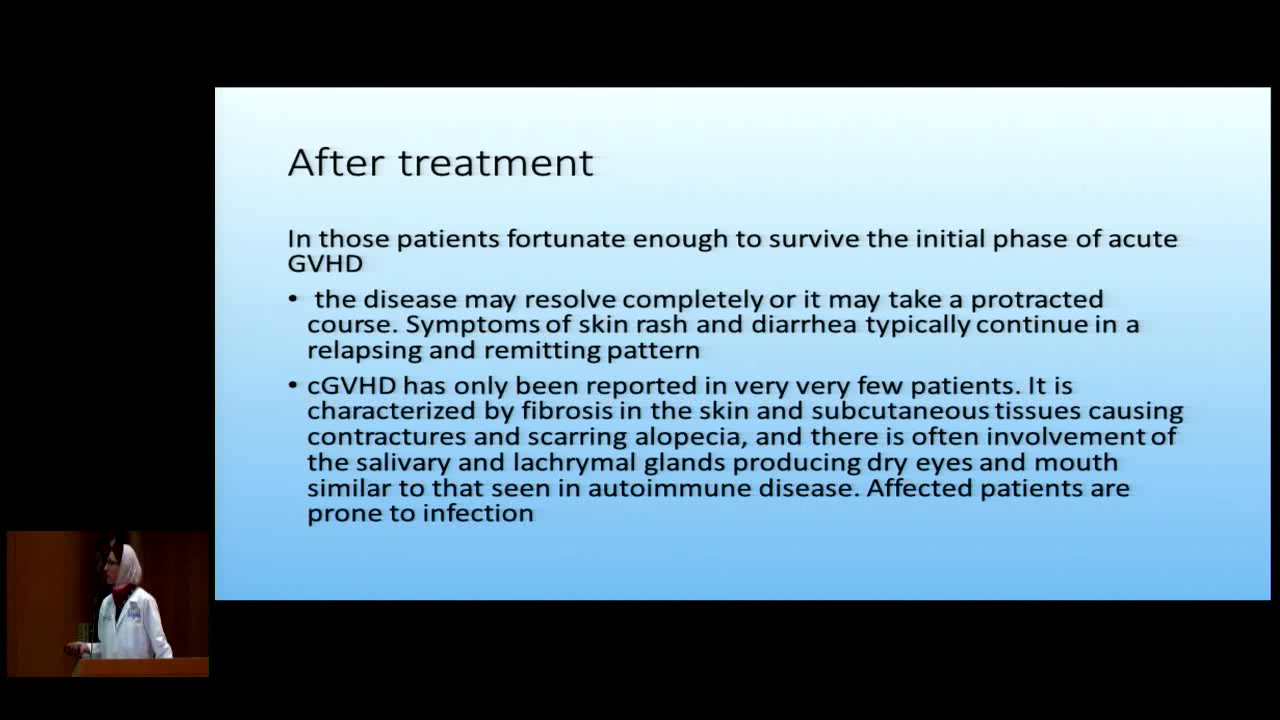 After treatment
In those patients fortunate enough to survive the initial phase of acute
GVHD
• the disease may resolve completely or it may take a protracted
course. Symptoms of skin rash and diarrhea typically continue in a
relapsing and remitting pattern
• cGVHD has only been reported in very very few patients. It is
characterized by fibrosis in the skin and subcutaneous tissues causing
contractures and scarring alopecia, and there is often involvement of
the salivary and lachrymal glands producing dry eyes and mouth
similar to that seen in autoimmune disease. Affected patients are
prone to infection